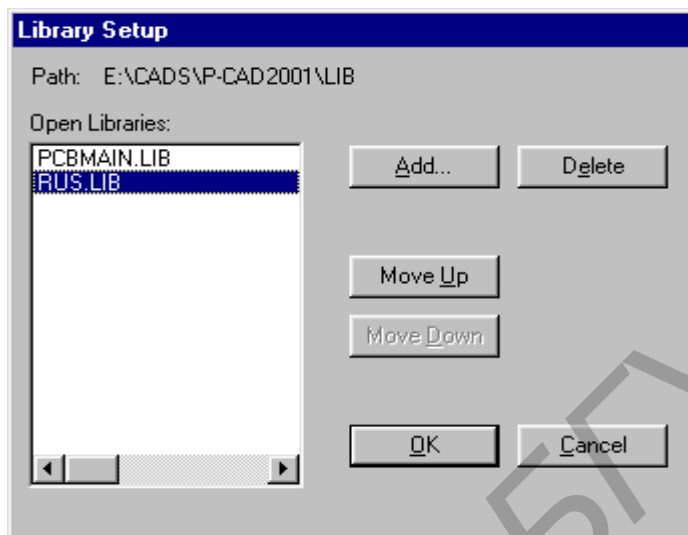 Library Setup
Path: E:\CADS\P-CAD2001\LIB
Open Libraries:
PCBMAIN.LIB
RUS.LIB
Add...
Delete
Move Up
Move Down
OK
Cancel